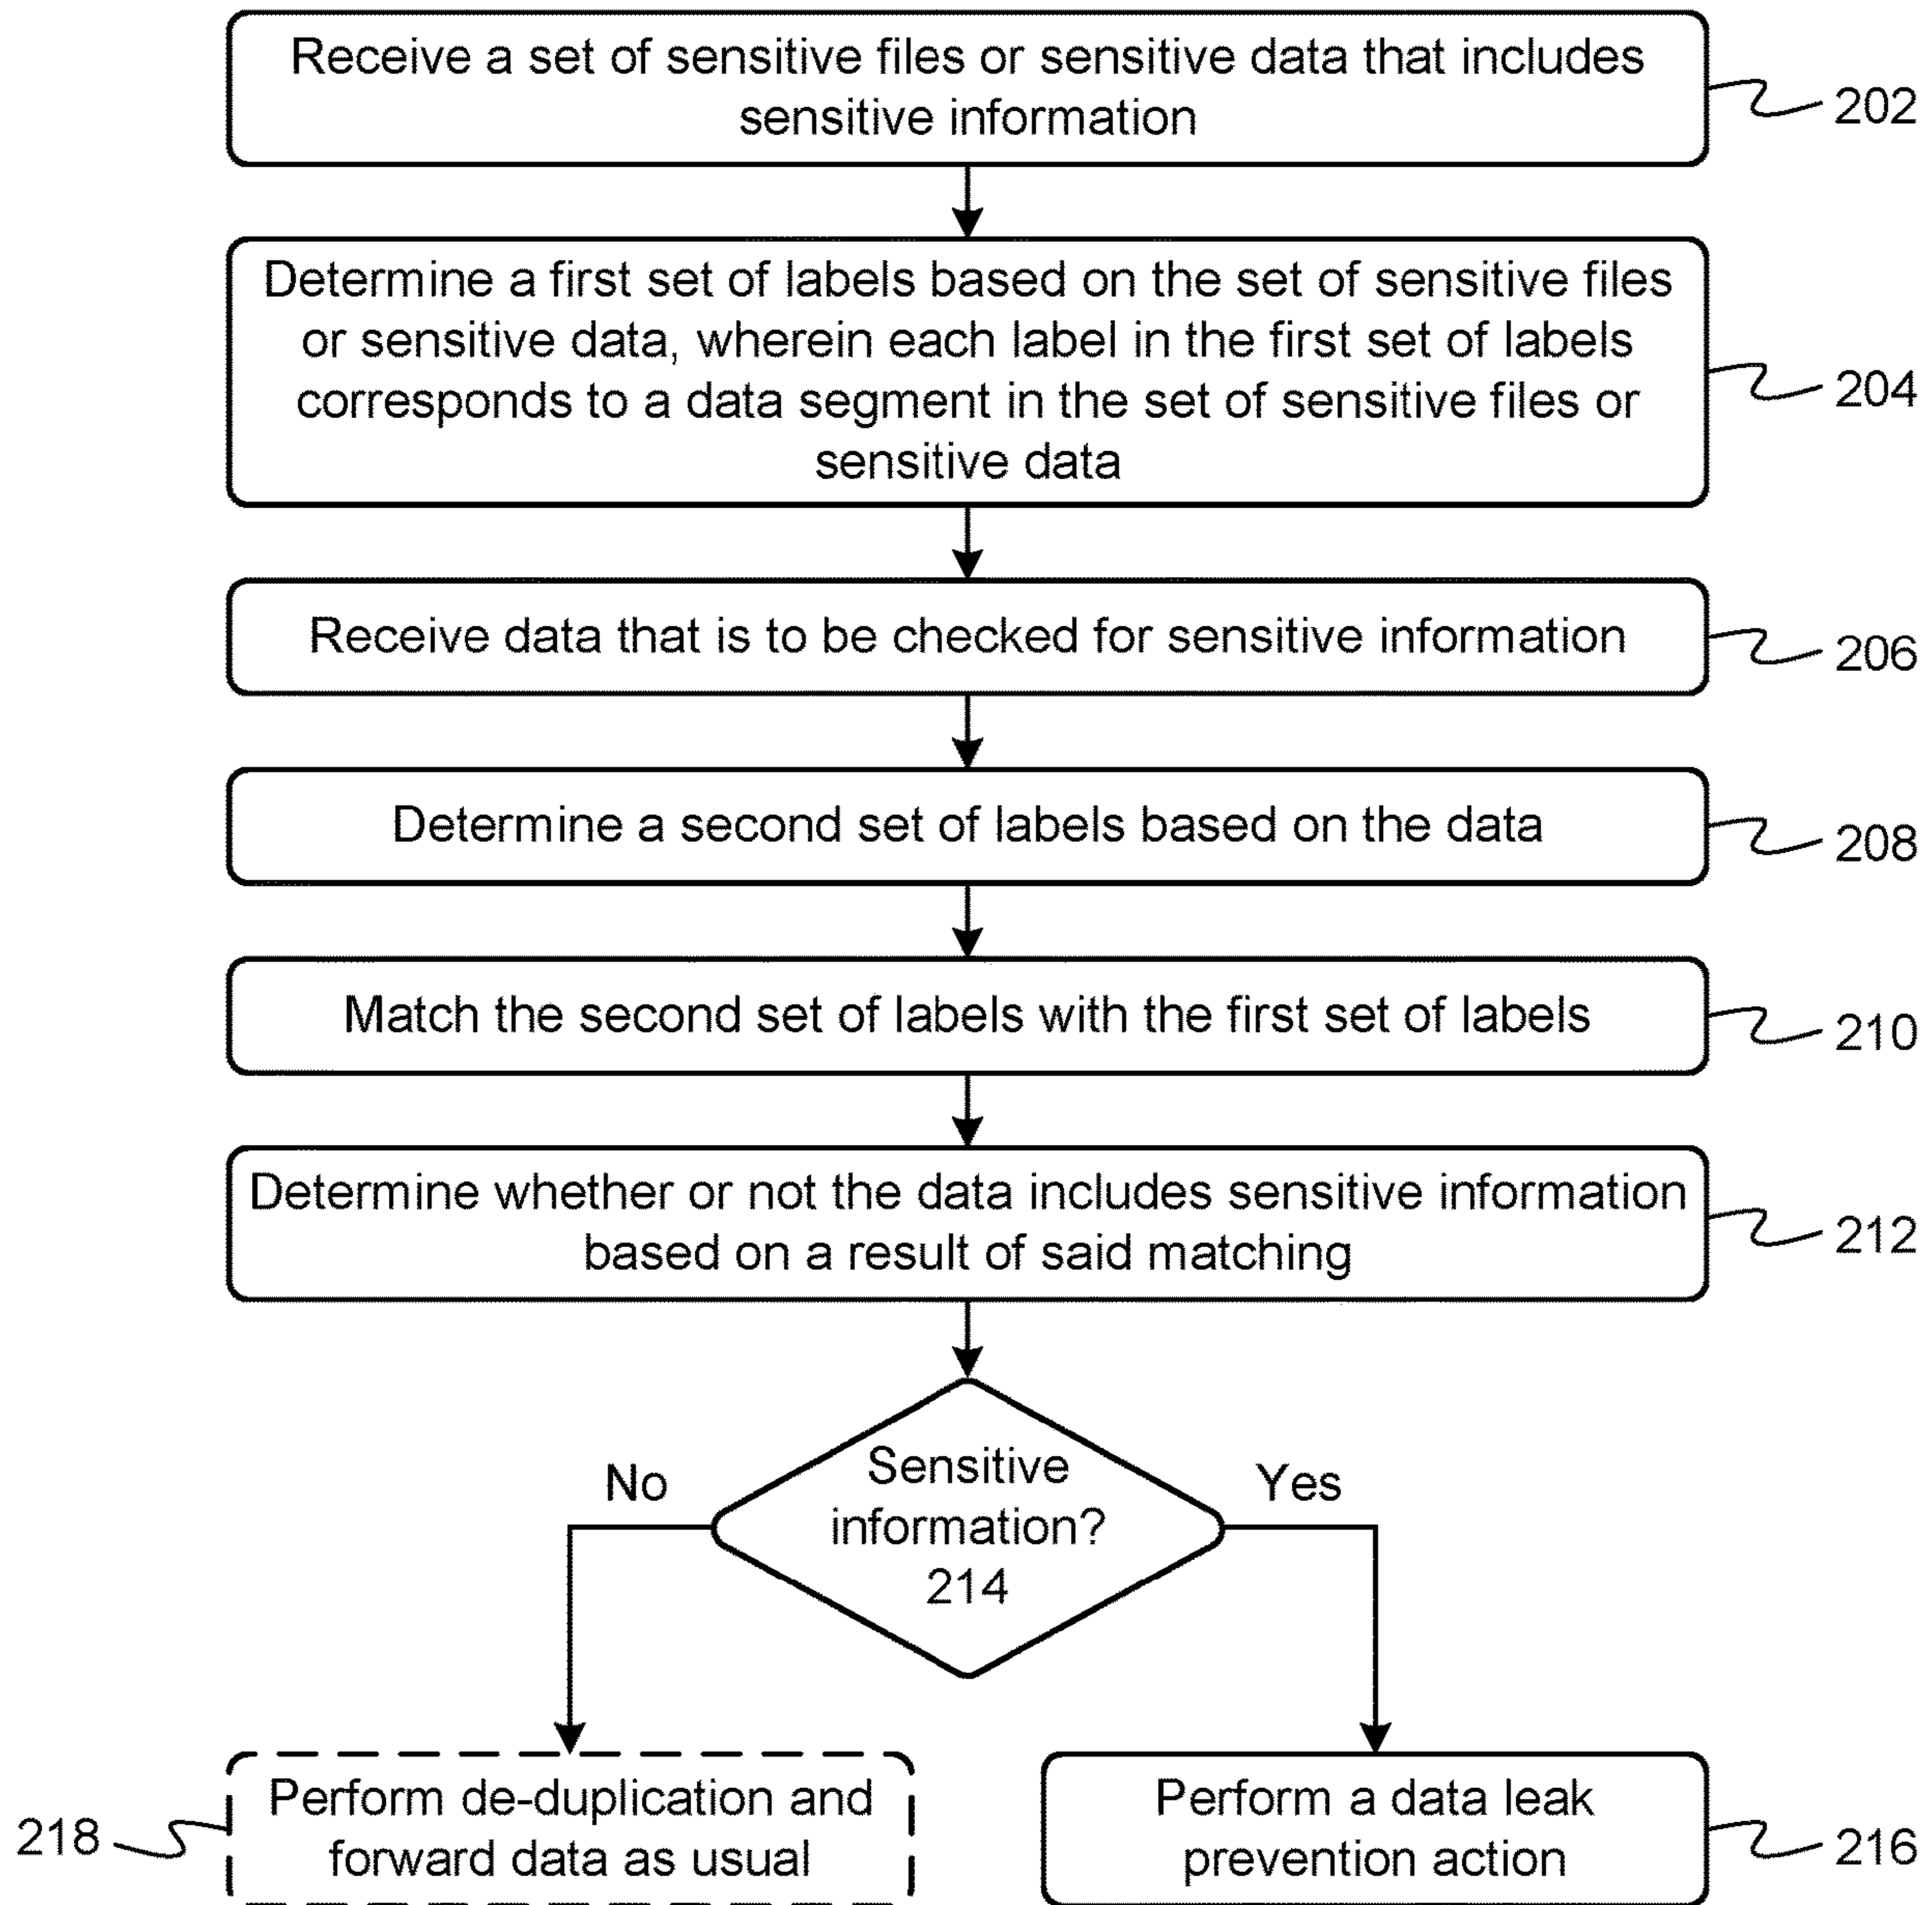 Receive a set of sensitive files or sensitive data that includes
sensitive information
202
Determine a first set of labels based on the set of sensitive files
or sensitive data, wherein each label in the first set of labels
corresponds to a data segment in the set of sensitive files or
sensitive data
204
Receive data that is to be checked for sensitive information
206
Determine a second set of labels based on the data
208
Match the second set of labels with the first set of labels
210
Determine whether or not the data includes sensitive information
based on a result of said matching
212
Sensitive
information?
214
No
Yes
Perform de-duplication and
forward data as usual
218
Perform a data leak
prevention action
216